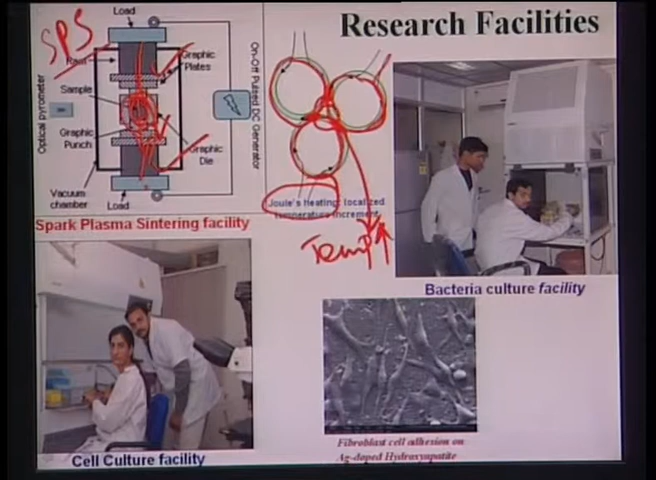 Research Facilities
SPS
Load
Ram
Graphic
Plates
Sample
Optical pyrometer
On-Off Pulsed DC Generator
Graphic
Punch
Graphic
Die
Vacuum
chamber
Load
Spark Plasma Sintering facility
Joule's heating: localized
temperature increment
Temp↑
Bacteria culture facility
Cell Culture facility
Fibroblast cell adhesion on
Ag-doped Hydroxyapatite